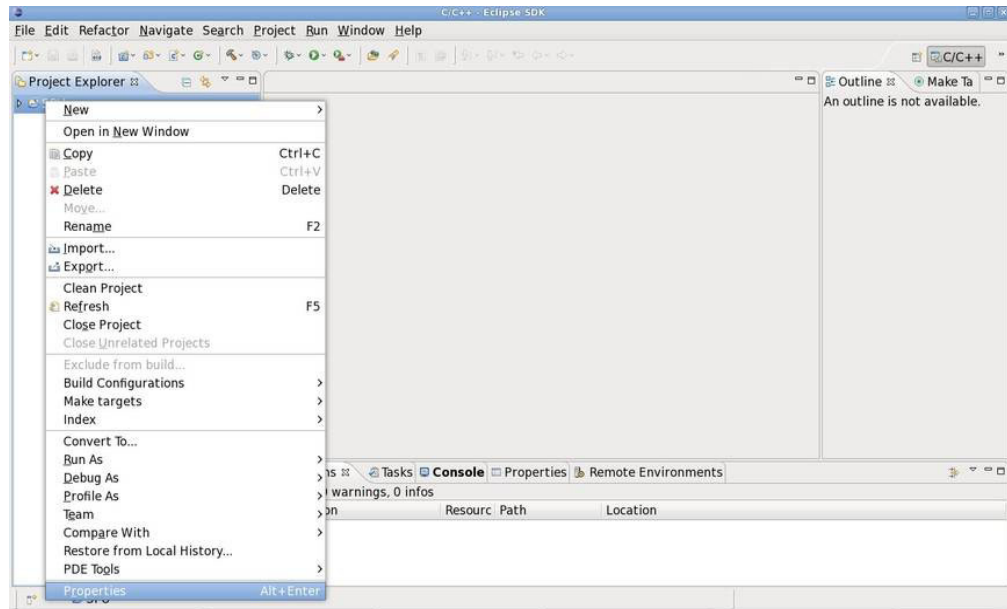 C/C++ - Eclipse SDK
File Edit Refactor Navigate Search Project Run Window Help
C/C++
Project Explorer
Outline Make Ta
An outline is not available.
New
Open in New Window
Copy Ctrl+C
Paste Ctrl+V
Delete Delete
Move...
Rename F2
Import...
Export...
Clean Project
Refresh F5
Close Project
Close Unrelated Projects
Exclude from build...
Build Configurations
Make targets
Index
Convert To...
Run As
Debug As
Profile As
Team
Compare With
Restore from Local History...
PDE Tools
Properties Alt+Enter
ns Tasks Console Properties Remote Environments
warnings, 0 infos
on Resourc Path Location